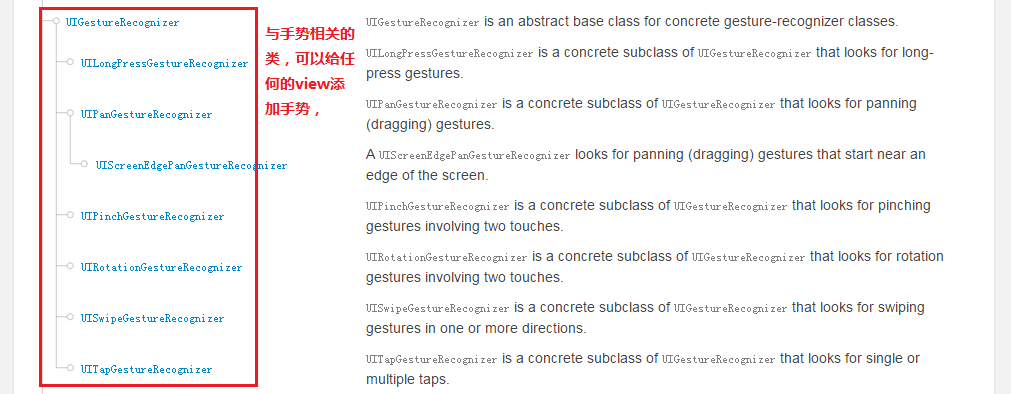 UIGestureRecognizer
UILongPressGestureRecognizer
UIPanGestureRecognizer
UIScreenEdgePanGestureRecognizer
UIPinchGestureRecognizer
UIRotationGestureRecognizer
UISwipeGestureRecognizer
UITapGestureRecognizer
与手势相关的
类，可以给任
何的view添
加手势，
UIGestureRecognizer is an abstract base class for concrete gesture-recognizer classes.
UILongPressGestureRecognizer is a concrete subclass of UIGestureRecognizer that looks for long-
press gestures.
UIPanGestureRecognizer is a concrete subclass of UIGestureRecognizer that looks for panning
(dragging) gestures.
A UIScreenEdgePanGestureRecognizer looks for panning (dragging) gestures that start near an
edge of the screen.
UIPinchGestureRecognizer is a concrete subclass of UIGestureRecognizer that looks for pinching
gestures involving two touches.
UIRotationGestureRecognizer is a concrete subclass of UIGestureRecognizer that looks for rotation
gestures involving two touches.
UISwipeGestureRecognizer is a concrete subclass of UIGestureRecognizer that looks for swiping
gestures in one or more directions.
UITapGestureRecognizer is a concrete subclass of UIGestureRecognizer that looks for single or
multiple taps.